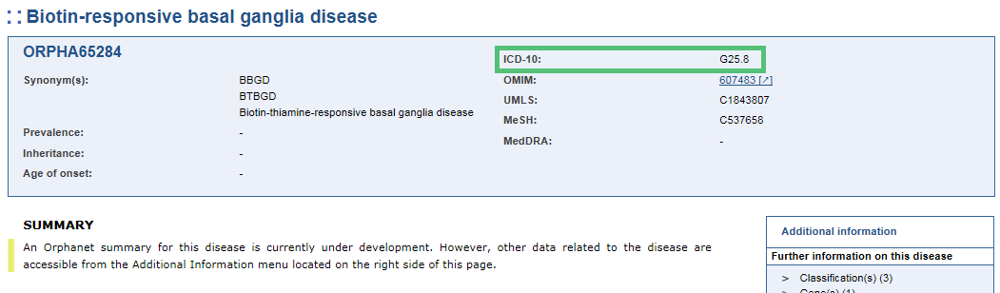 Biotin-responsive basal ganglia disease
ORPHA65284
Synonym(s):
BBGD
BTBGD
Biotin-thiamine-responsive basal ganglia disease
Prevalence: -
Inheritance: -
Age of onset: -
ICD-10: G25.8
OMIM: 607483 [↗]
UMLS: C1843807
MeSH: C537658
MedDRA: -
SUMMARY
An Orphanet summary for this disease is currently under development. However, other data related to the disease are
accessible from the Additional Information menu located on the right side of this page.
Additional information
Further information on this disease
> Classification(s) (3)
> Gene(s) (1)